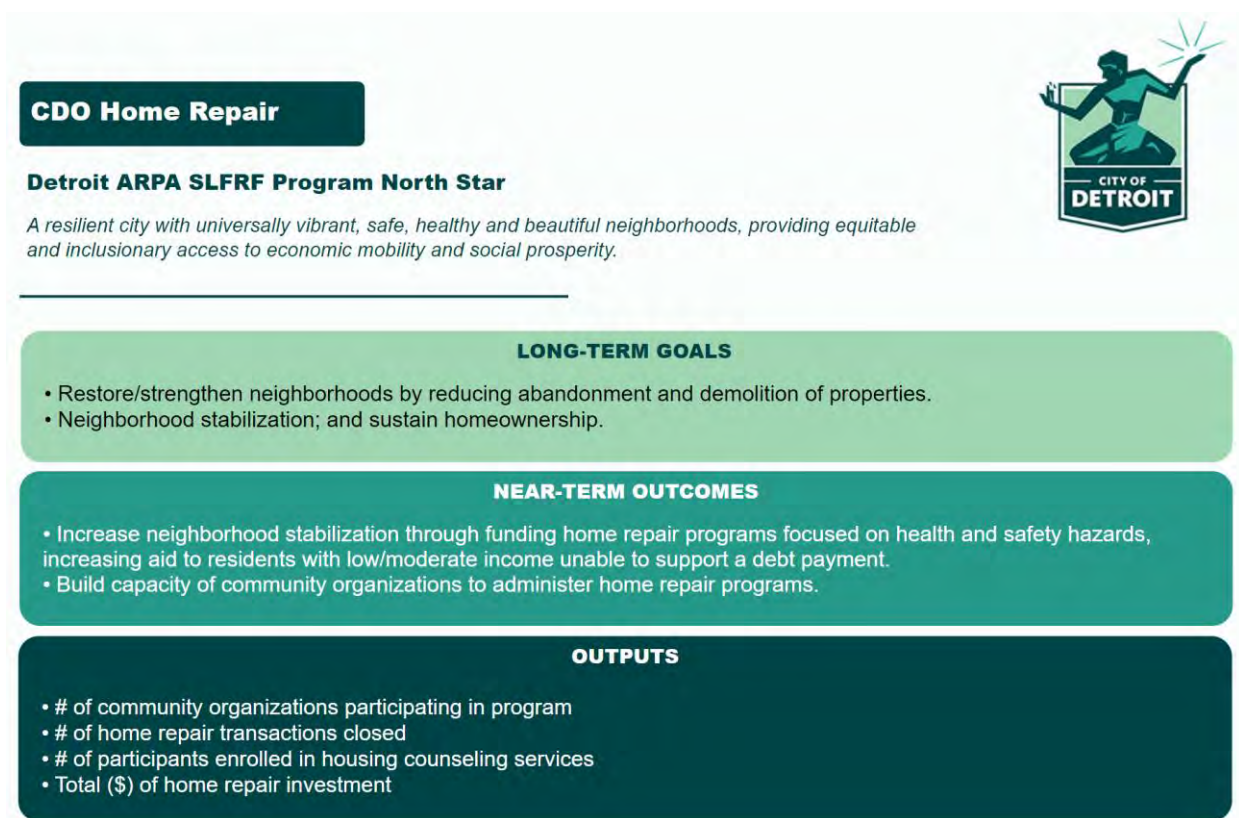 CDO Home Repair
Detroit ARPA SLFRF Program North Star
A resilient city with universally vibrant, safe, healthy and beautiful neighborhoods, providing equitable
and inclusionary access to economic mobility and social prosperity.
CITY OF
DETROIT
LONG-TERM GOALS
• Restore/strengthen neighborhoods by reducing abandonment and demolition of properties.
• Neighborhood stabilization; and sustain homeownership.
NEAR-TERM OUTCOMES
• Increase neighborhood stabilization through funding home repair programs focused on health and safety hazards,
increasing aid to residents with low/moderate income unable to support a debt payment.
• Build capacity of community organizations to administer home repair programs.
OUTPUTS
• # of community organizations participating in program
• # of home repair transactions closed
• # of participants enrolled in housing counseling services
• Total ($) of home repair investment